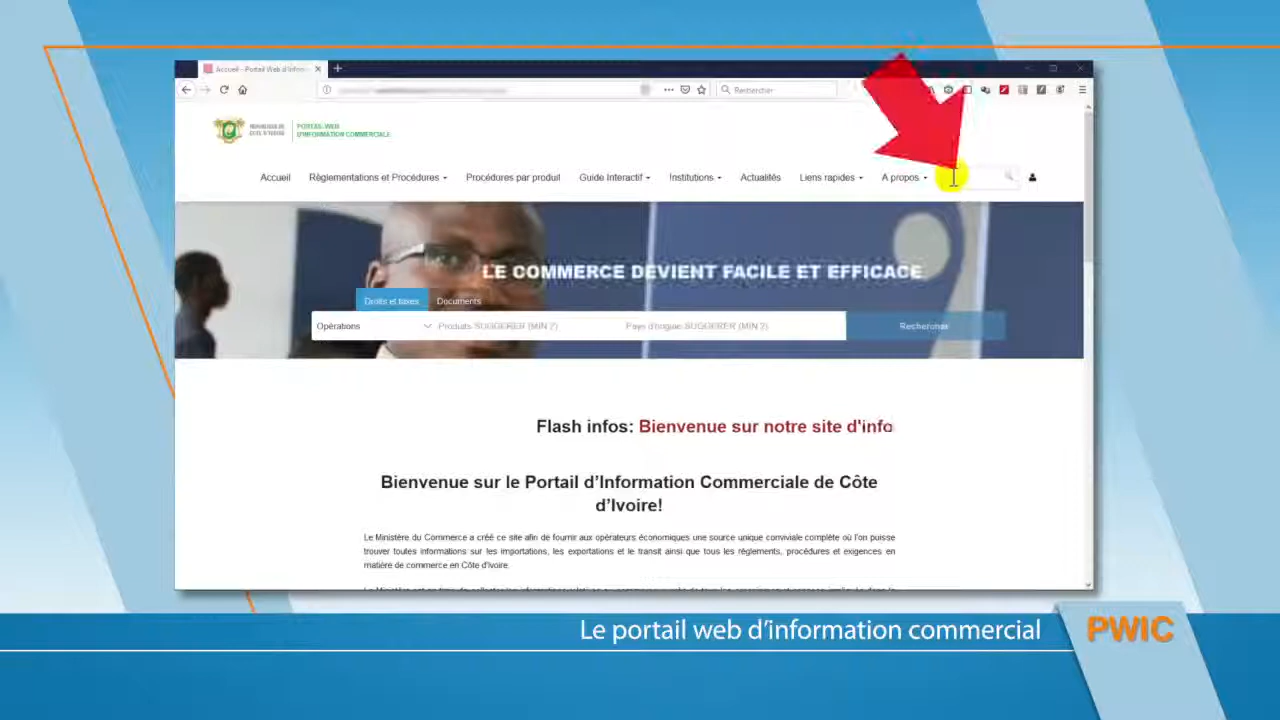 Accueil - Portail Web d'Infor
Rechercher
REPUBLIQUE DE
CÔTE D'IVOIRE
PORTAIL WEB
D'INFORMATION COMMERCIALE
Accueil Règlementations et Procédures Procédures par produit Guide Interactif Institutions Actualités Liens rapides A propos
LE COMMERCE DEVIENT FACILE ET EFFICACE
Droits et taxes Documents
Opérations Produits SUGGERER (MIN 2) Pays d'origine SUGGERER (MIN 2) Rechercher
Flash infos: Bienvenue sur notre site d'info
Bienvenue sur le Portail d'Information Commerciale de Côte
d'Ivoire!
Le Ministère du Commerce a créé ce site afin de fournir aux opérateurs économiques une source unique conviviale complète où l'on puisse
trouver toutes informations sur les importations, les exportations et le transit ainsi que tous les règlements, procédures et exigences en
matière de commerce en Côte d'Ivoire
Le portail web d'information commercial
PWIC